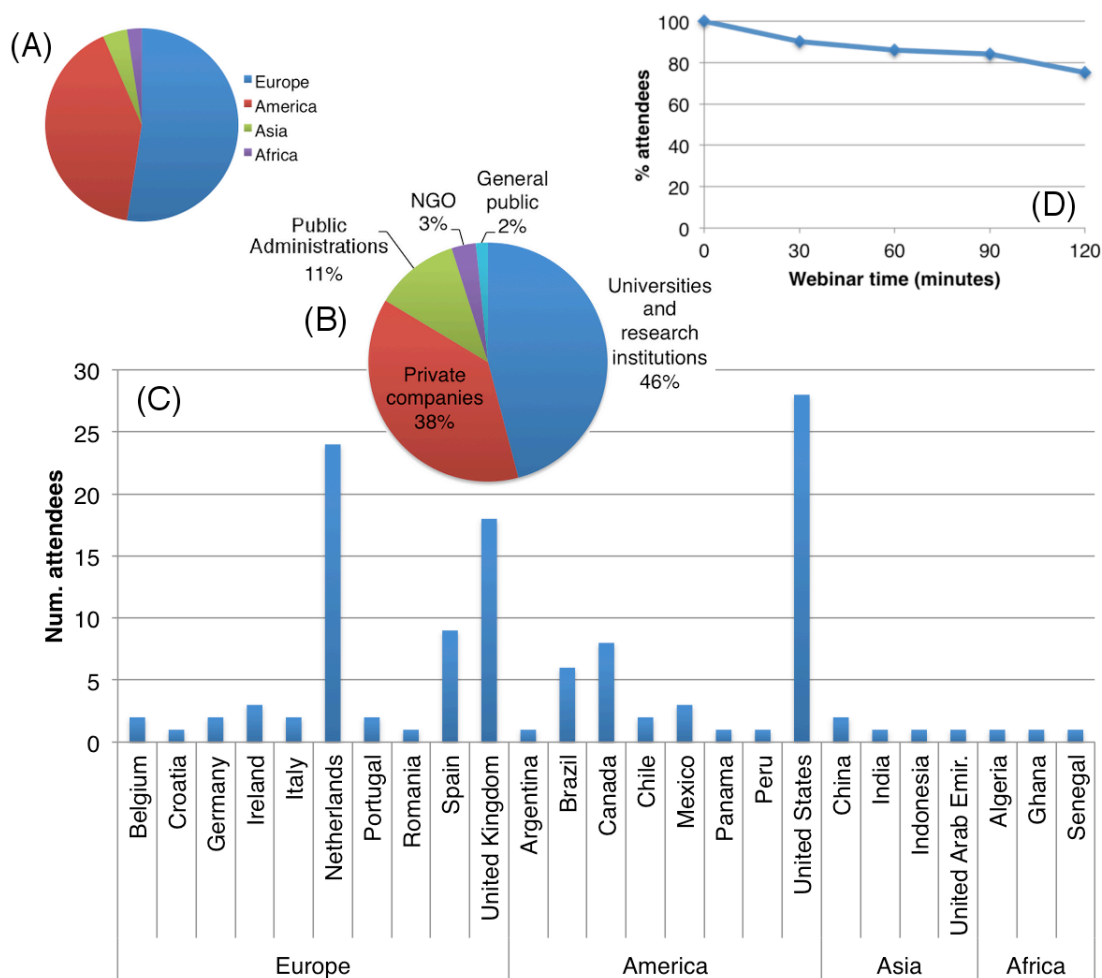 (A)
Europe
America
Asia
Africa
100
80
60
40
20
0
% attendees
0
30
60
90
120
Webinar time (minutes)
(D)
General
public
2%
NGO
3%
Public
Administrations
11%
(B)
Universities
and
research
institutions
46%
Private
companies
38%
(C)
30
25
20
15
10
5
0
Num. attendees
Belgium
Croatia
Germany
Ireland
Italy
Netherlands
Portugal
Romania
Spain
United Kingdom
Argentina
Brazil
Canada
Chile
Mexico
Panama
Peru
United States
China
India
Indonesia
United Arab Emir.
Algeria
Ghana
Senegal
Europe
America
Asia
Africa